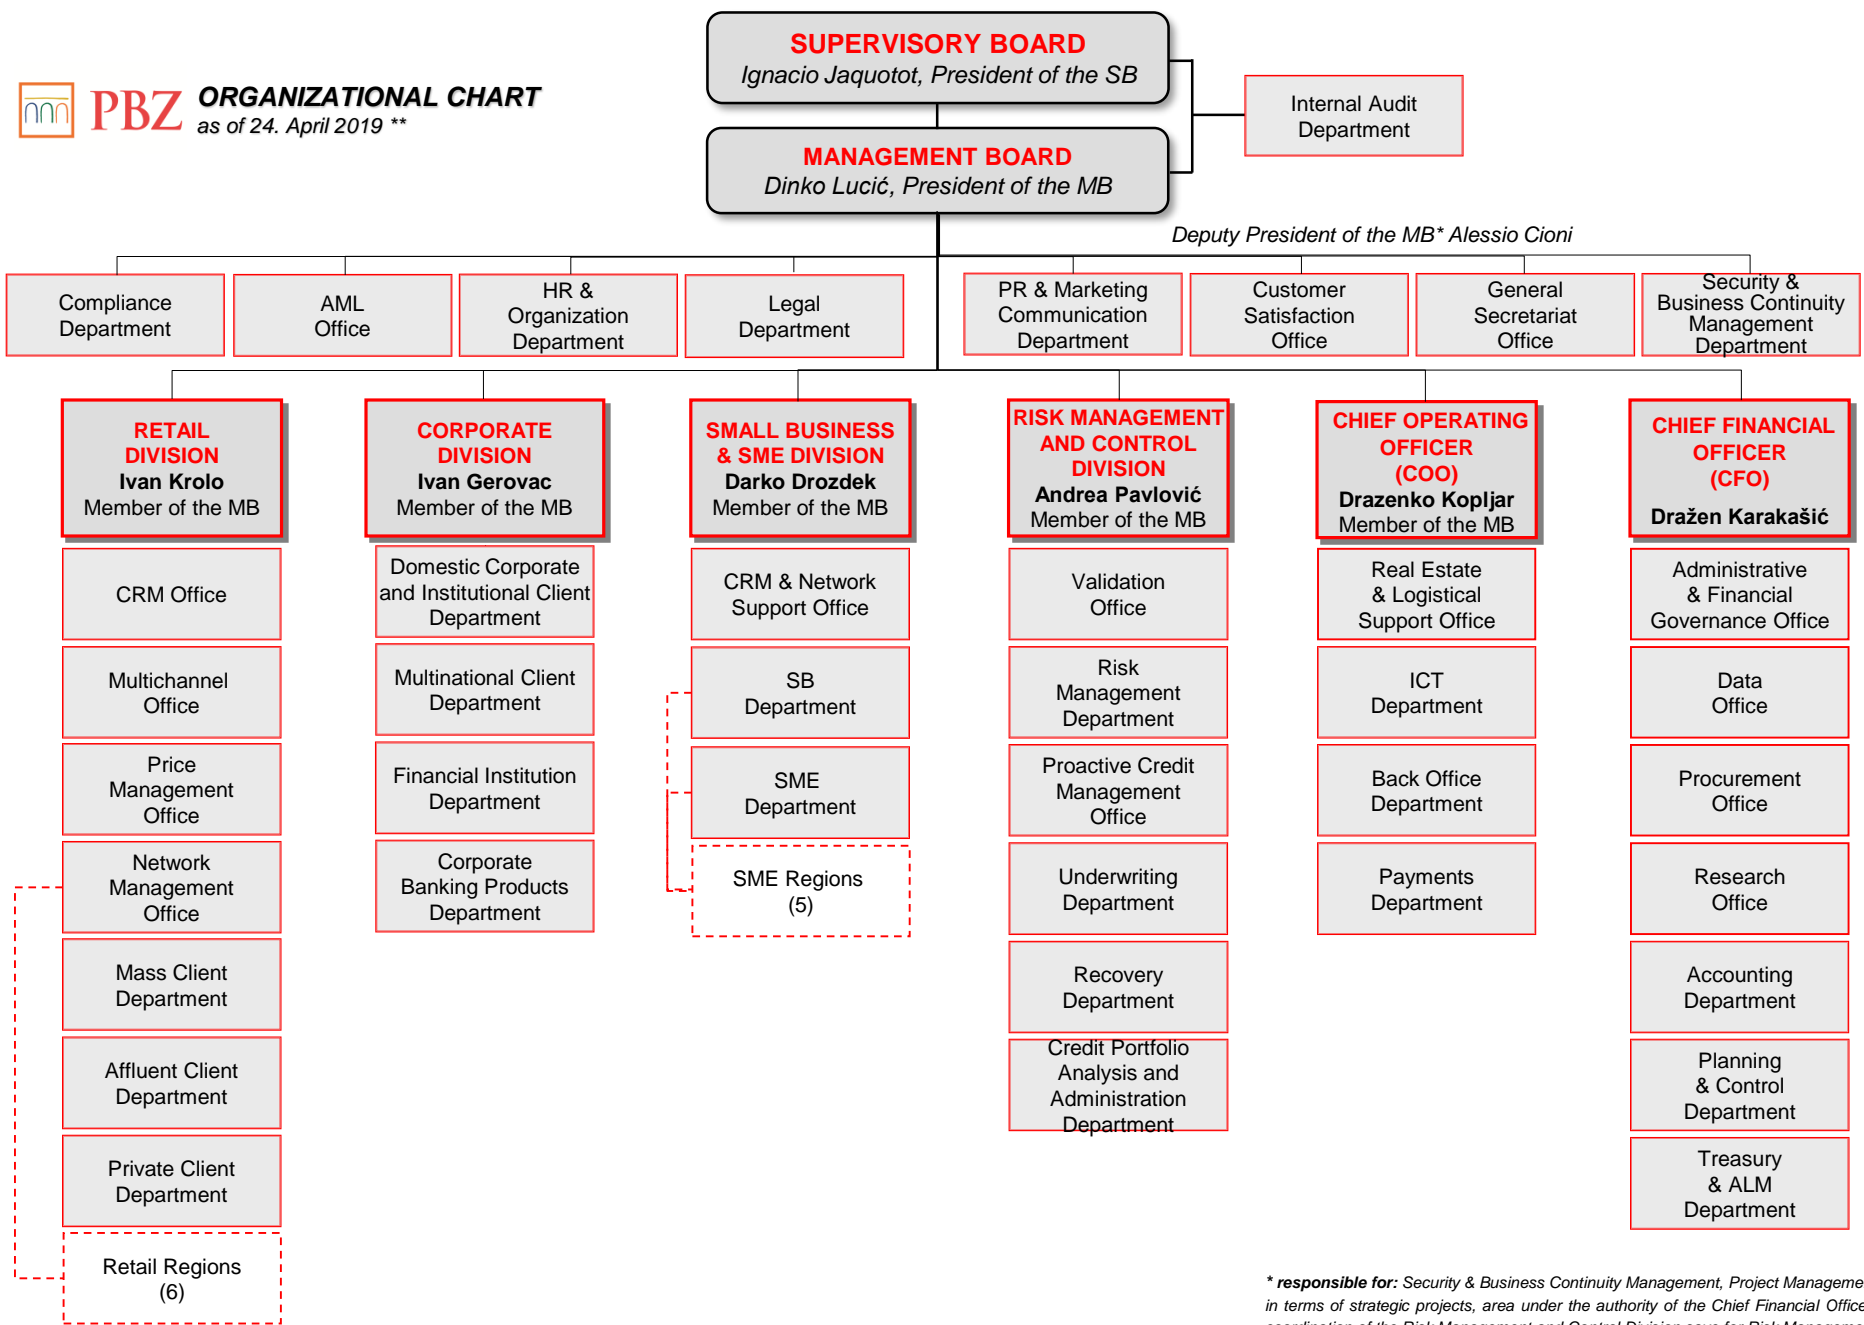 SUPERVISORY BOARD
Ignacio Jaquotot, President of the SB
PBZ
ORGANIZATIONAL CHART
as of 24. April 2019 **
Internal Audit
Department
MANAGEMENT BOARD
Dinko Lucić, President of the MB
Deputy President of the MB* Alessio Cioni
Compliance
Department
AML
Office
HR &
Organization
Department
Legal
Department
PR & Marketing
Communication
Department
Customer
Satisfaction
Office
General
Secretariat
Office
Security &
Business Continuity
Management
Department
RETAIL
DIVISION
Ivan Krolo
Member of the MB
CRM Office
Multichannel
Office
Price
Management
Office
Network
Management
Office
Mass Client
Department
Affluent Client
Department
Private Client
Department
Retail Regions
(6)
CORPORATE
DIVISION
Ivan Gerovac
Member of the MB
Domestic Corporate
and Institutional Client
Department
Multinational Client
Department
Financial Institution
Department
Corporate
Banking Products
Department
SMALL BUSINESS
& SME DIVISION
Darko Drozdek
Member of the MB
CRM & Network
Support Office
SB
Department
SME
Department
SME Regions
(5)
RISK MANAGEMENT
AND CONTROL
DIVISION
Andrea Pavlović
Member of the MB
Validation
Office
Risk
Management
Department
Proactive Credit
Management
Office
Underwriting
Department
Recovery
Department
Credit Portfolio
Analysis and
Administration
Department
CHIEF OPERATING
OFFICER
(COO)
Drazenko Kopljar
Member of the MB
Real Estate
& Logistical
Support Office
ICT
Department
Back Office
Department
Payments
Department
CHIEF FINANCIAL
OFFICER
(CFO)
Dražen Karakašić
Administrative
& Financial
Governance Office
Data
Office
Procurement
Office
Research
Office
Accounting
Department
Planning
& Control
Department
Treasury
& ALM
Department
* responsible for: Security & Business Continuity Management, Project Manageme
in terms of strategic projects, area under the authority of the Chief Financial Office